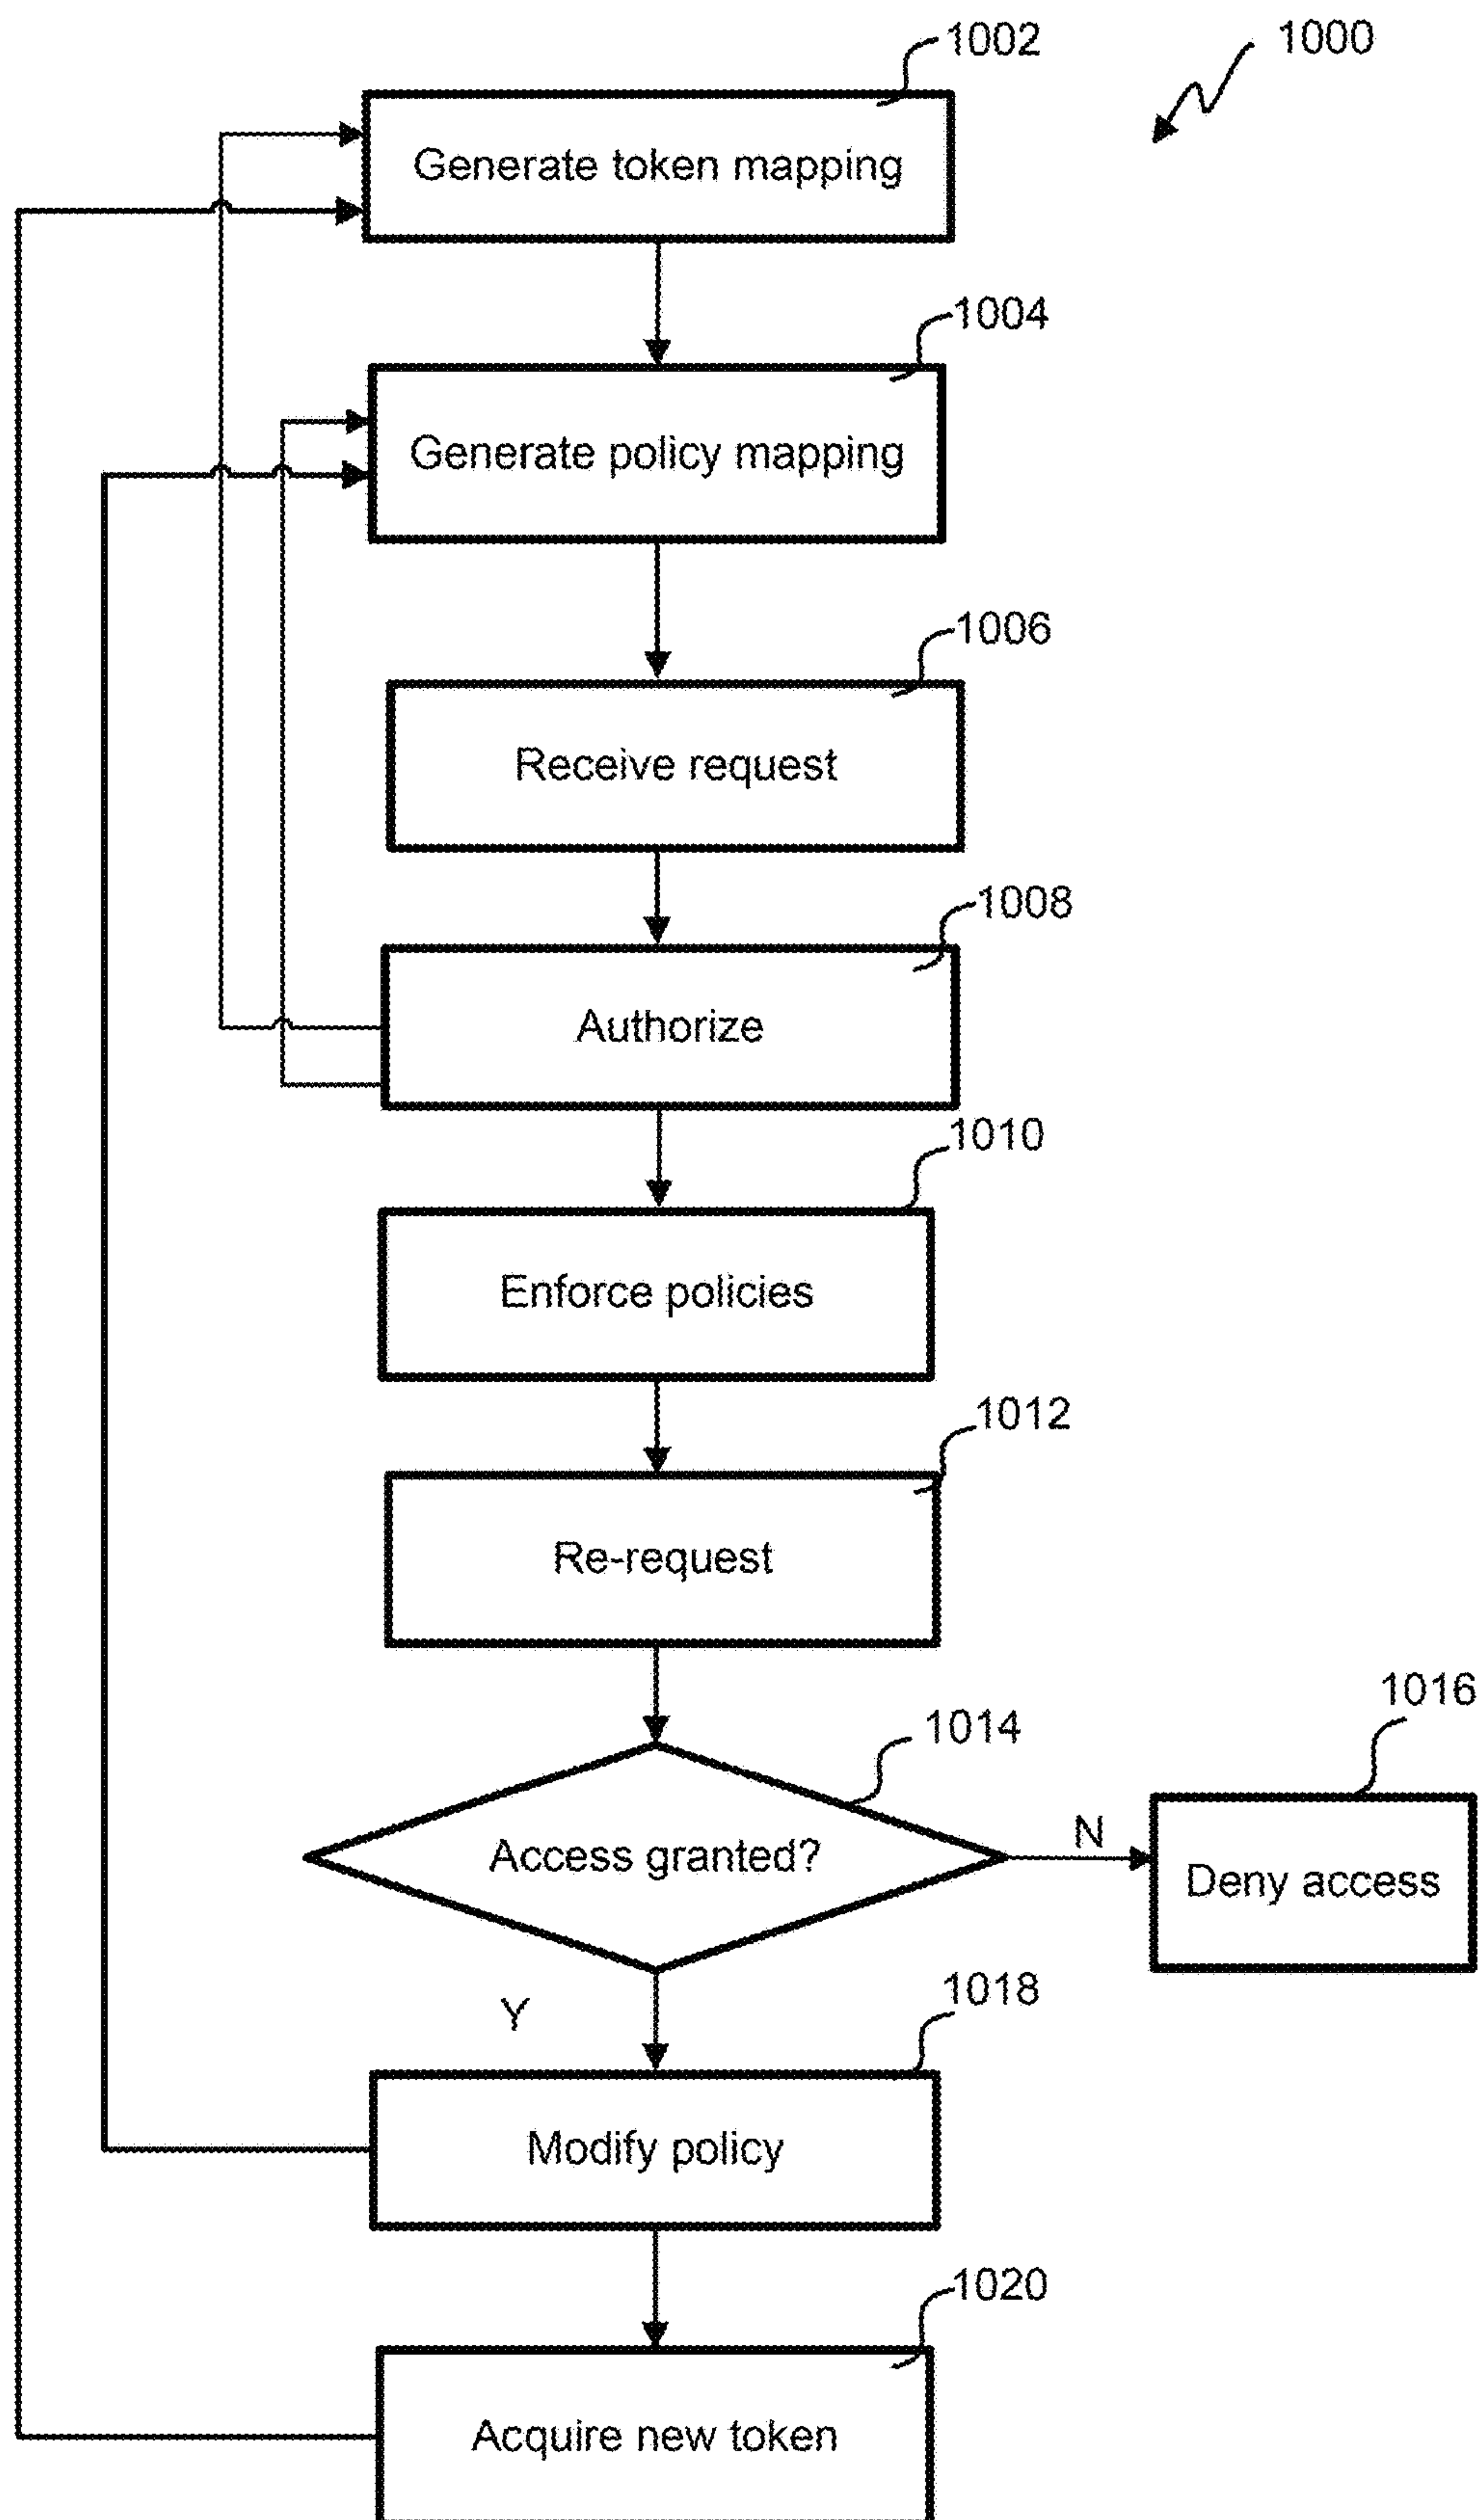 1002
1000
Generate token mapping
1004
Generate policy mapping
1006
Receive request
1008
Authorize
1010
Enforce policies
1012
Re-request
1016
1014
Access granted?
N
Deny access
Y
1018
Modify policy
1020
Acquire new token